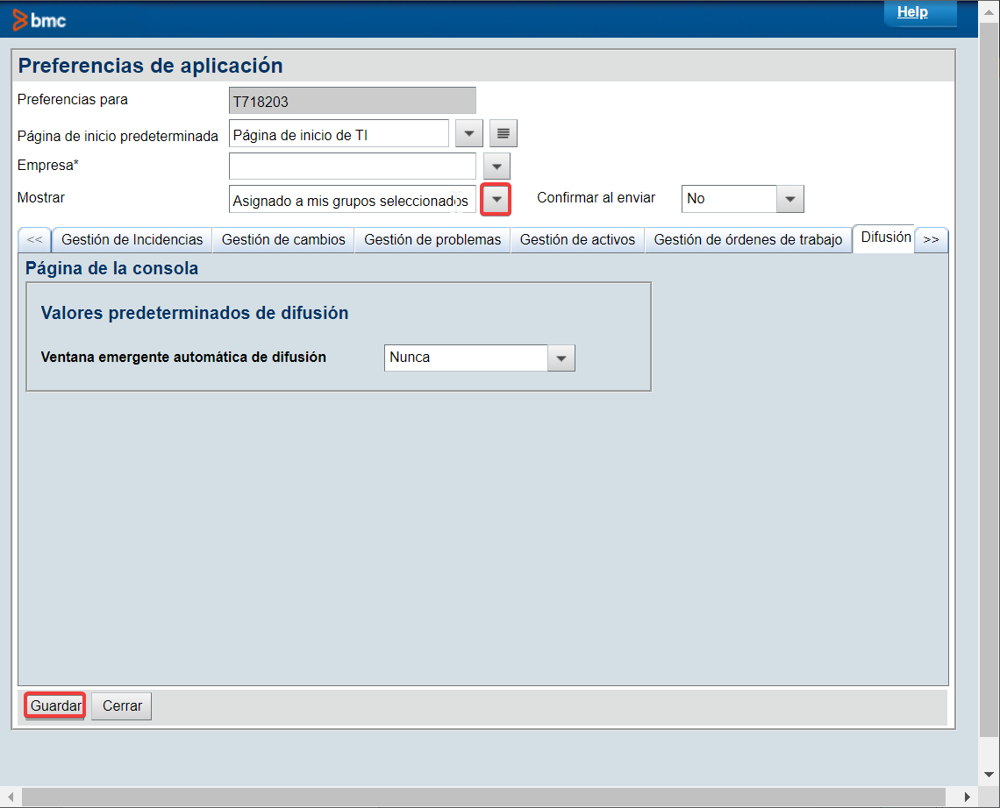 bmc
Help
Preferencias de aplicación
Preferencias para T718203
Página de inicio predeterminada Página de inicio de TI
Empresa*
Mostrar Asignado a mis grupos seleccionados Confirmar al enviar No
<< Gestión de Incidencias Gestión de cambios Gestión de problemas Gestión de activos Gestión de órdenes de trabajo Difusión >>
Página de la consola
Valores predeterminados de difusión
Ventana emergente automática de difusión Nunca
Guardar Cerrar